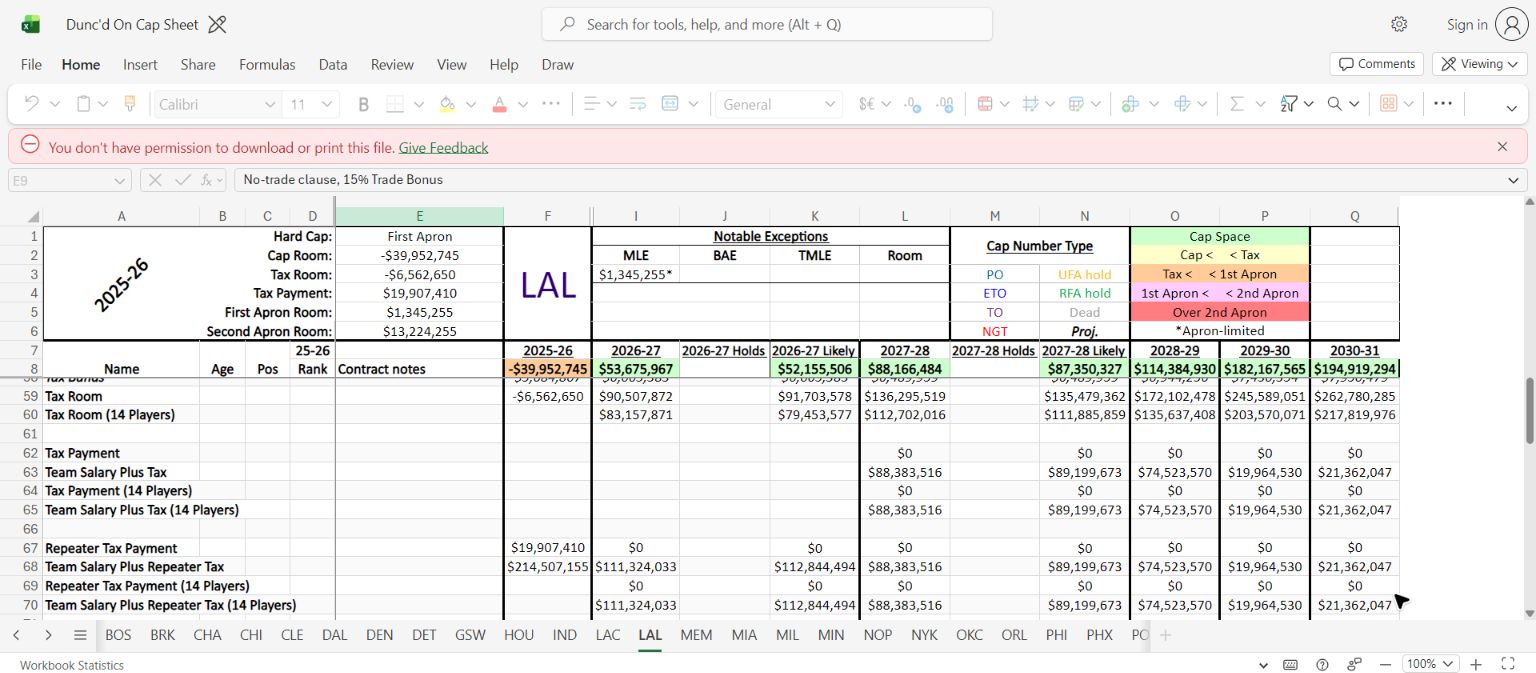 Dunc'd On Cap Sheet
Search for tools, help, and more (Alt + Q)
Sign in
File Home Insert Share Formulas Data Review View Help Draw
Comments Viewing
Calibri 11 B A General $€ .0 .00
You don't have permission to download or print this file. Give Feedback
E9 fx No-trade clause, 15% Trade Bonus
A B C D E F I J K L M N O P Q
1 Hard Cap: First Apron Notable Exceptions Cap Space
2 Cap Room: -$39,952,745 MLE BAE TMLE Room Cap Number Type Cap < < Tax
3 2025-26 Tax Room: -$6,562,650 LAL $1,345,255* PO UFA hold Tax < < 1st Apron
4 Tax Payment: $19,907,410 ETO RFA hold 1st Apron < < 2nd Apron
5 First Apron Room: $1,345,255 TO Dead Over 2nd Apron
6 Second Apron Room: $13,224,255 NGT Proj. *Apron-limited
7 25-26 2025-26 2026-27 2026-27 Holds 2026-27 Likely 2027-28 2027-28 Holds 2027-28 Likely 2028-29 2029-30 2030-31
8 Name Age Pos Rank Contract notes -$39,952,745 $53,675,967 $52,155,506 $88,166,484 $87,350,327 $114,384,930 $182,167,565 $194,919,294
59 Tax Room -$6,562,650 $90,507,872 $91,703,578 $136,295,519 $135,479,362 $172,102,478 $245,589,051 $262,780,285
60 Tax Room (14 Players) $83,157,871 $79,453,577 $112,702,016 $111,885,859 $135,637,408 $203,570,071 $217,819,976
61
62 Tax Payment $0 $0 $0 $0 $0
63 Team Salary Plus Tax $88,383,516 $89,199,673 $74,523,570 $19,964,530 $21,362,047
64 Tax Payment (14 Players) $0 $0 $0 $0 $0
65 Team Salary Plus Tax (14 Players) $88,383,516 $89,199,673 $74,523,570 $19,964,530 $21,362,047
66
67 Repeater Tax Payment $19,907,410 $0 $0 $0 $0 $0 $0 $0
68 Team Salary Plus Repeater Tax $214,507,155 $111,324,033 $112,844,494 $88,383,516 $89,199,673 $74,523,570 $19,964,530 $21,362,047
69 Repeater Tax Payment (14 Players) $0 $0 $0 $0 $0 $0 $0
70 Team Salary Plus Repeater Tax (14 Players) $111,324,033 $112,844,494 $88,383,516 $89,199,673 $74,523,570 $19,964,530 $21,362,047
BOS BRK CHA CHI CLE DAL DEN DET GSW HOU IND LAC LAL MEM MIA MIL MIN NOP NYK OKC ORL PHI PHX PO
Workbook Statistics 100%